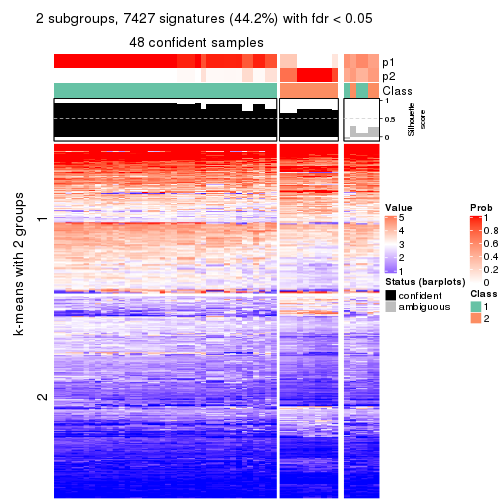 2 subgroups, 7427 signatures (44.2%) with fdr < 0.05
48 confident samples
p1
p2
Class
1
0.5
0
Silhouette
score
k-means with 2 groups
1
2
Value
5
4
3
2
1
Status (barplots)
confident
ambiguous
Prob
1
0.8
0.6
0.4
0.2
0
Class
1
2